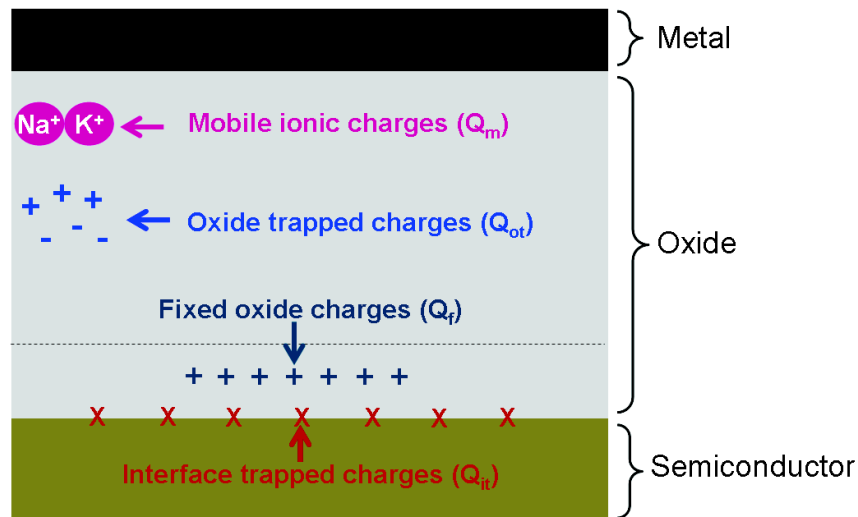 Metal
Na+ K+ Mobile ionic charges (Qm)
+ + +
- - -
Oxide trapped charges (Qot)
Oxide
Fixed oxide charges (Qf)
+ + + + + + +
X X X X X X X
Interface trapped charges (Qit)
Semiconductor